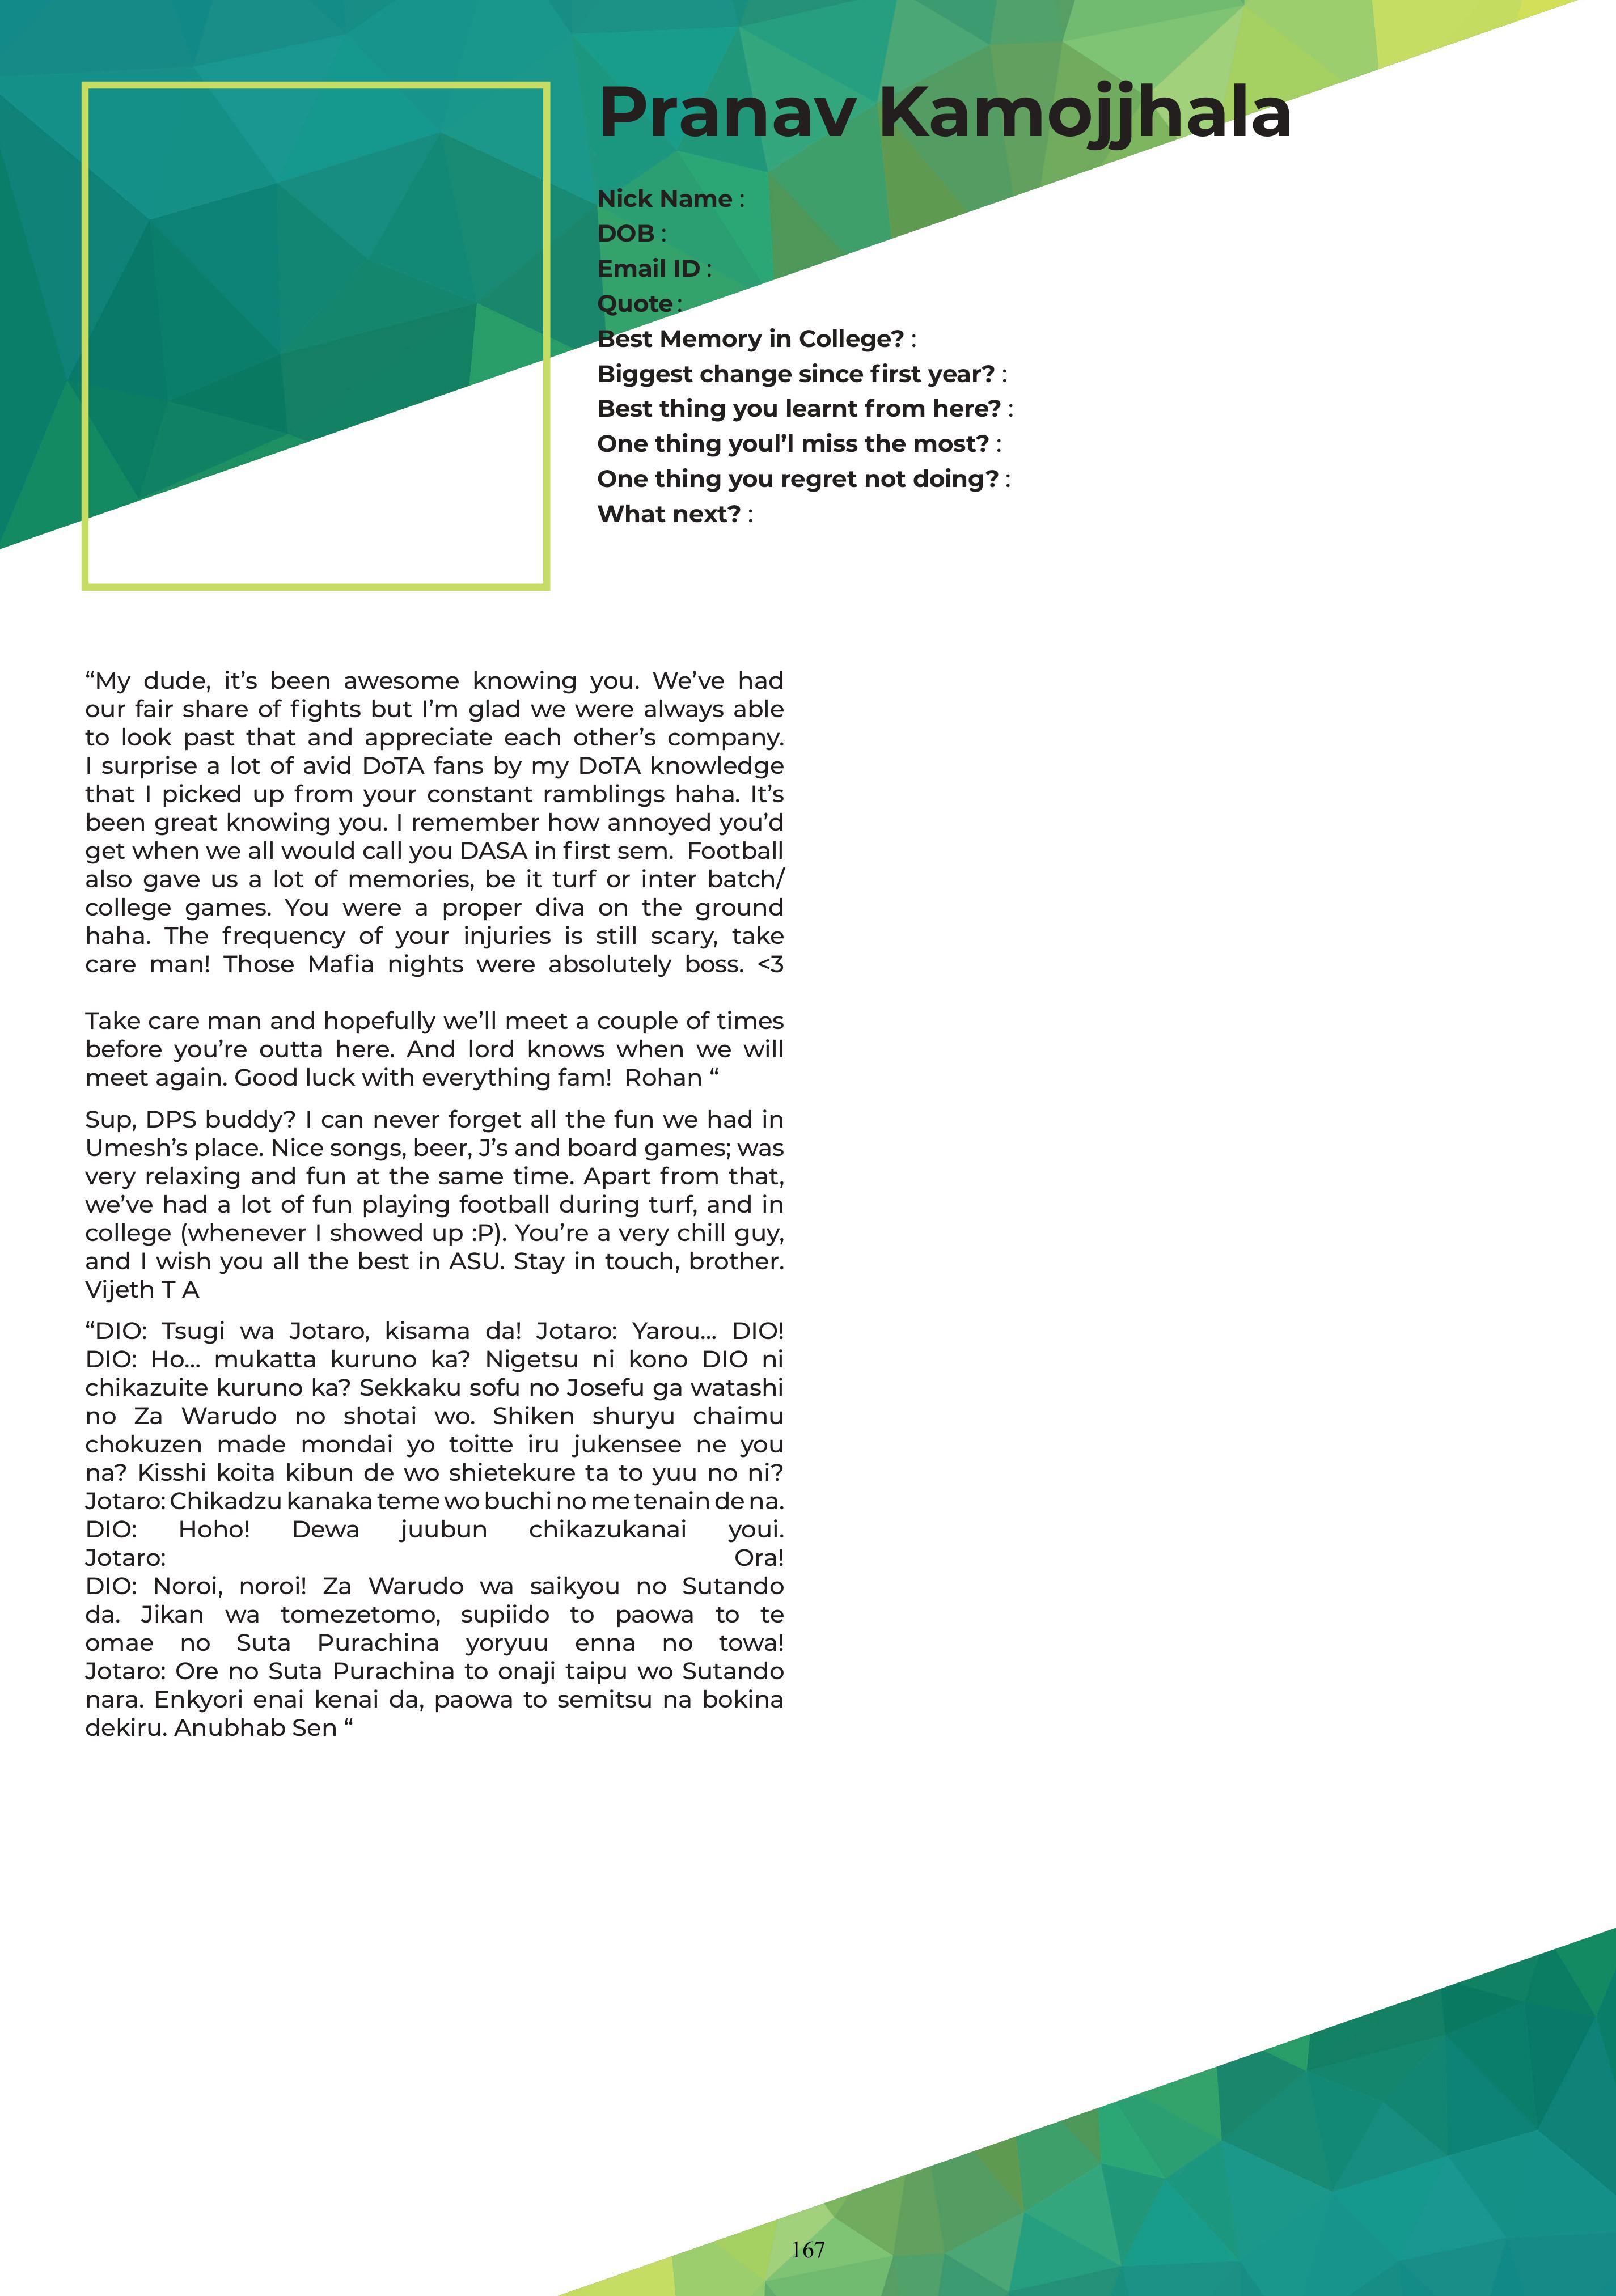 Pranav Kamojjhala
Nick Name :
DOB :
Email ID :
Quote :
Best Memory in College? :
Biggest change since first year? :
Best thing you learnt from here? :
One thing youl’l miss the most? :
One thing you regret not doing? :
What next? :
“My dude, it’s been awesome knowing you. We’ve had
our fair share of fights but I’m glad we were always able
to look past that and appreciate each other’s company.
I surprise a lot of avid DoTA fans by my DoTA knowledge
that I picked up from your constant ramblings haha. It’s
been great knowing you. I remember how annoyed you’d
get when we all would call you DASA in first sem.  Football
also gave us a lot of memories, be it turf or inter batch/
college games. You were a proper diva on the ground
haha. The frequency of your injuries is still scary, take
care man! Those Mafia nights were absolutely boss. <3
Take care man and hopefully we’ll meet a couple of times
before you’re outta here. And lord knows when we will
meet again. Good luck with everything fam!  Rohan “
Sup, DPS buddy? I can never forget all the fun we had in
Umesh’s place. Nice songs, beer, J’s and board games; was
very relaxing and fun at the same time. Apart from that,
we’ve had a lot of fun playing football during turf, and in
college (whenever I showed up :P). You’re a very chill guy,
and I wish you all the best in ASU. Stay in touch, brother.
Vijeth T A
“DIO: Tsugi wa Jotaro, kisama da! Jotaro: Yarou... DIO!
DIO: Ho... mukatta kuruno ka? Nigetsu ni kono DIO ni
chikazuite kuruno ka? Sekkaku sofu no Josefu ga watashi
no Za Warudo no shotai wo. Shiken shuryu chaimu
chokuzen made mondai yo toitte iru jukensee ne you
na? Kisshi koita kibun de wo shietekure ta to yuu no ni?
Jotaro: Chikadzu kanaka teme wo buchi no me tenain de na.
DIO: Hoho! Dewa juubun chikazukanai youi.
Jotaro: Ora!
DIO: Noroi, noroi! Za Warudo wa saikyou no Sutando
da. Jikan wa tomezetomo, supiido to paowa to te
omae no Suta Purachina yoryuu enna no towa!
Jotaro: Ore no Suta Purachina to onaji taipu wo Sutando
nara. Enkyori enai kenai da, paowa to semitsu na bokina
dekiru. Anubhab Sen “
167